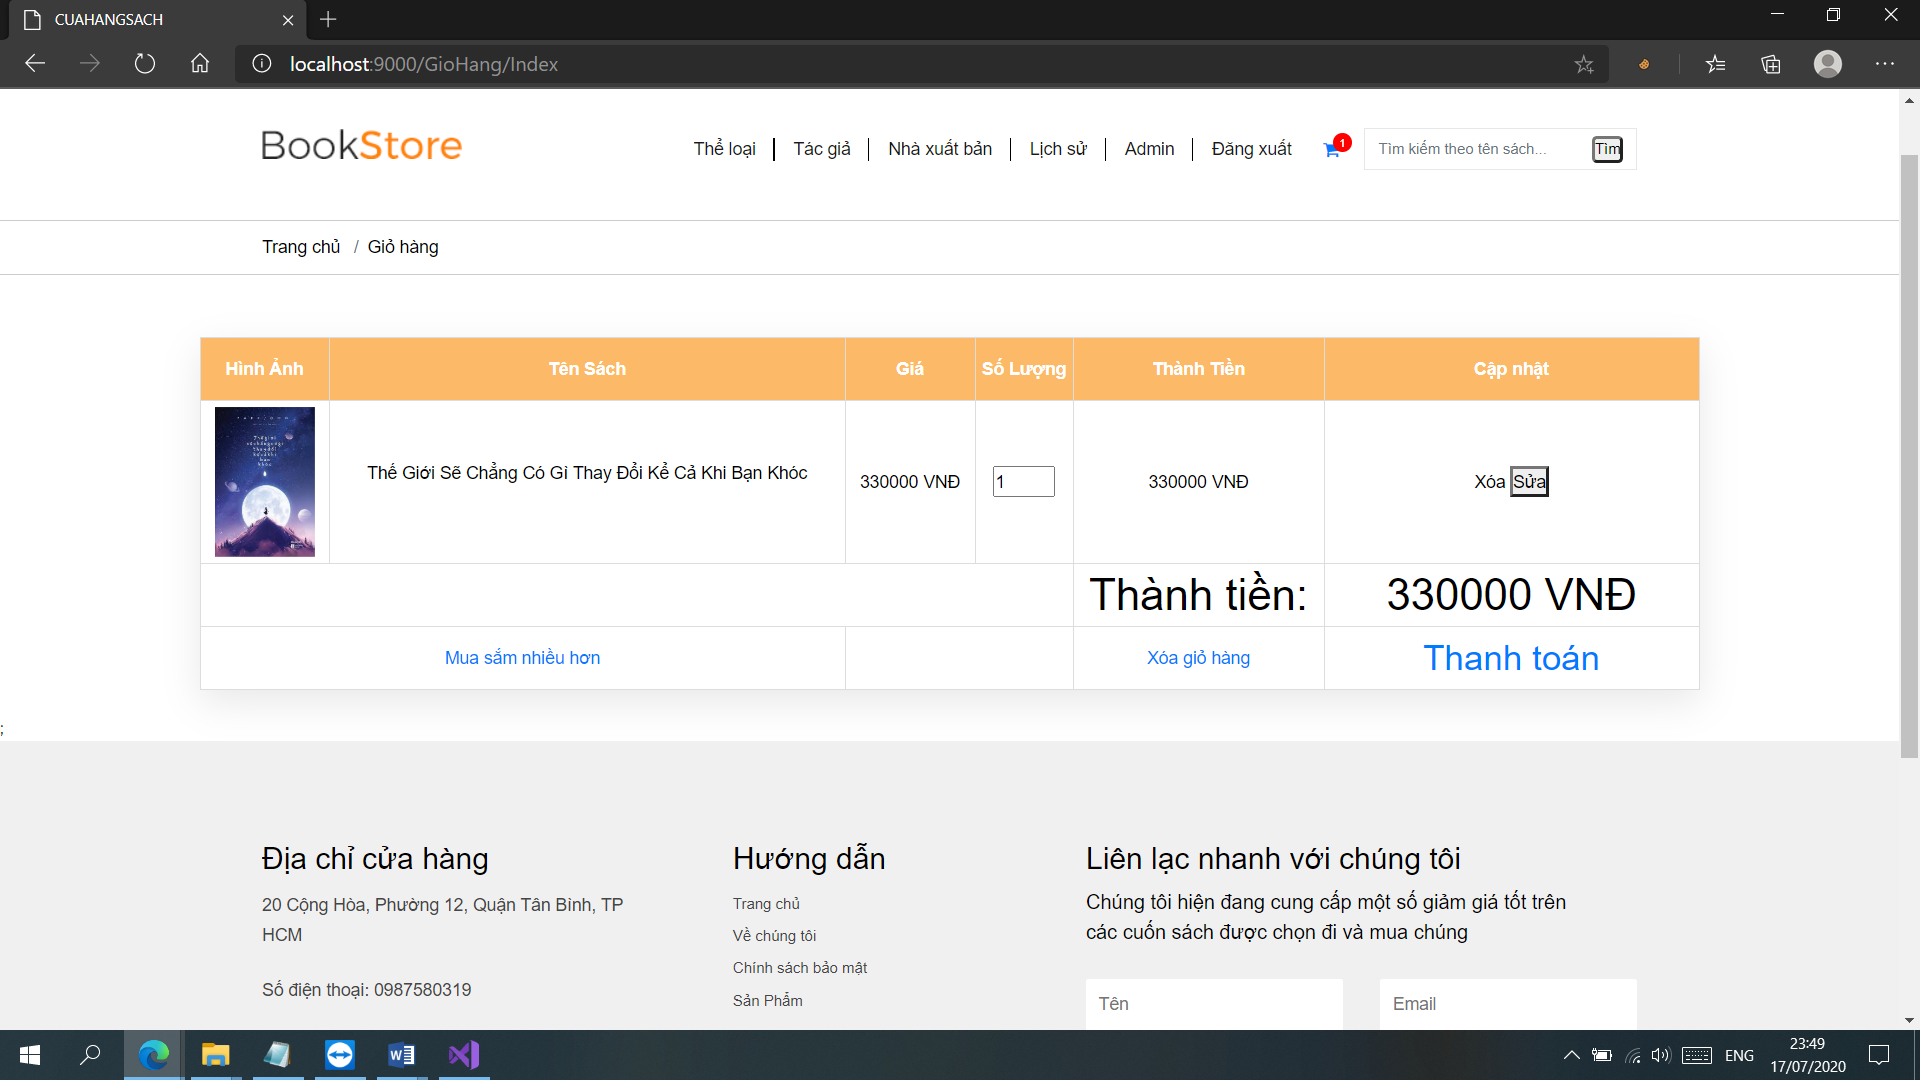 CUAHANGSACH
localhost:9000/GioHang/Index
BookStore
Thể loại
Tác giả
Nhà xuất bản
Lịch sử
Admin
Đăng xuất
1
Tìm kiếm theo tên sách...
Tìm
Trang chủ / Giỏ hàng
Hình Ảnh
Tên Sách
Giá
Số Lượng
Thành Tiền
Cập nhật
Thế Giới Sẽ Chẳng Có Gì Thay Đổi Kể Cả Khi Bạn Khóc
330000 VNĐ
1
330000 VNĐ
Xóa Sửa
Thành tiền:
330000 VNĐ
Mua sắm nhiều hơn
Xóa giỏ hàng
Thanh toán
;
Địa chỉ cửa hàng
20 Cộng Hòa, Phường 12, Quận Tân Bình, TP
HCM
Số điện thoại: 0987580319
Hướng dẫn
Trang chủ
Về chúng tôi
Chính sách bảo mật
Sản Phẩm
Liên lạc nhanh với chúng tôi
Chúng tôi hiện đang cung cấp một số giảm giá tốt trên
các cuốn sách được chọn đi và mua chúng
Tên
Email
ENG
23:49
17/07/2020